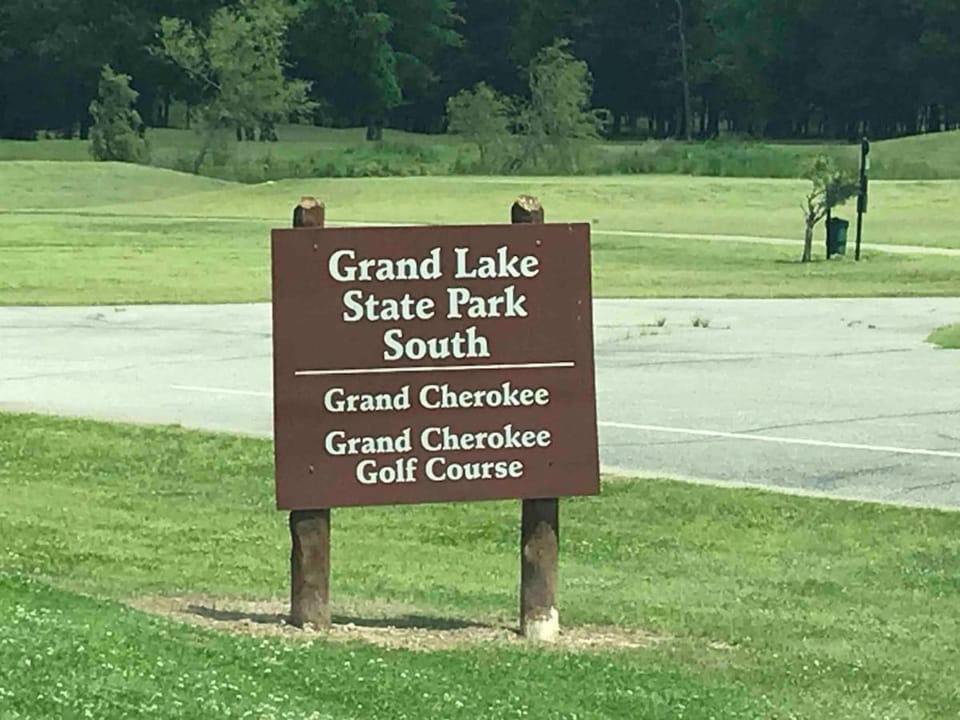 Grand Lake
State Park
South
Grand Cherokee
Grand Cherokee
Golf Course